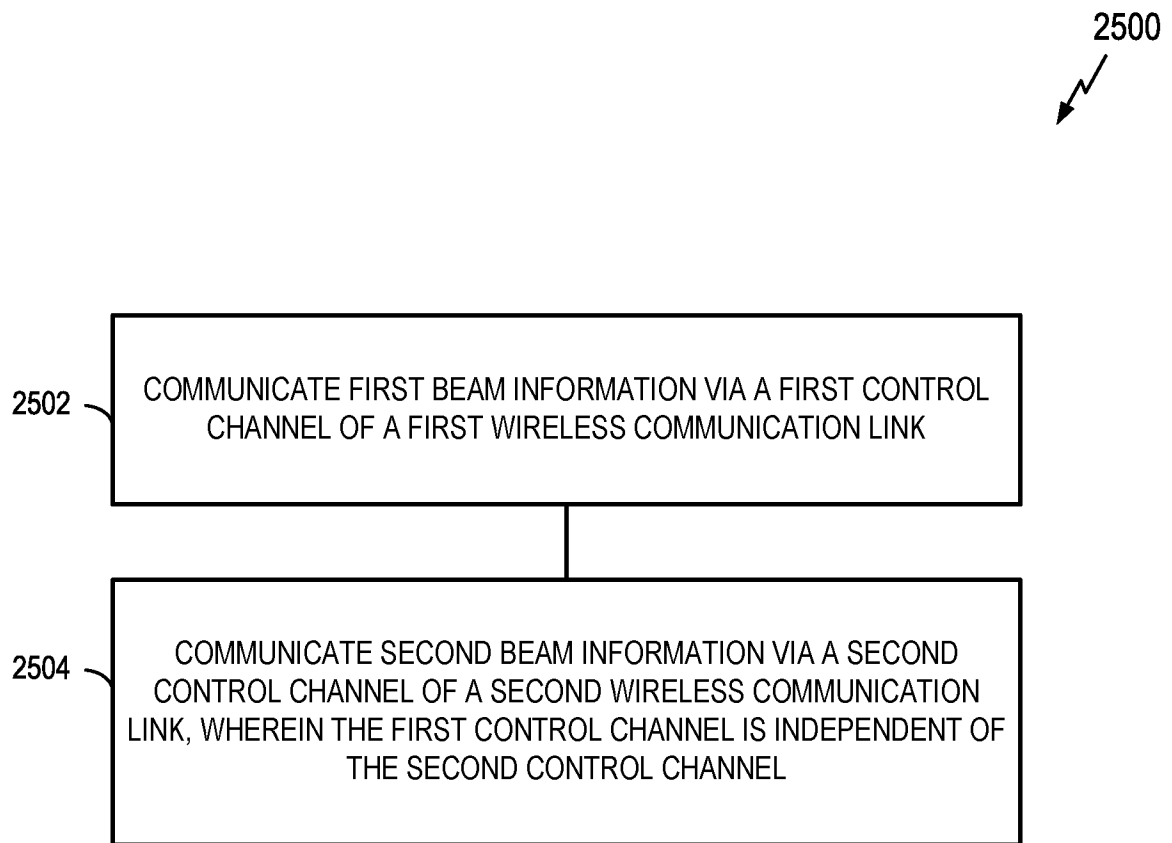 2500
2502
COMMUNICATE FIRST BEAM INFORMATION VIA A FIRST CONTROL
CHANNEL OF A FIRST WIRELESS COMMUNICATION LINK
2504
COMMUNICATE SECOND BEAM INFORMATION VIA A SECOND
CONTROL CHANNEL OF A SECOND WIRELESS COMMUNICATION
LINK, WHEREIN THE FIRST CONTROL CHANNEL IS INDEPENDENT OF
THE SECOND CONTROL CHANNEL